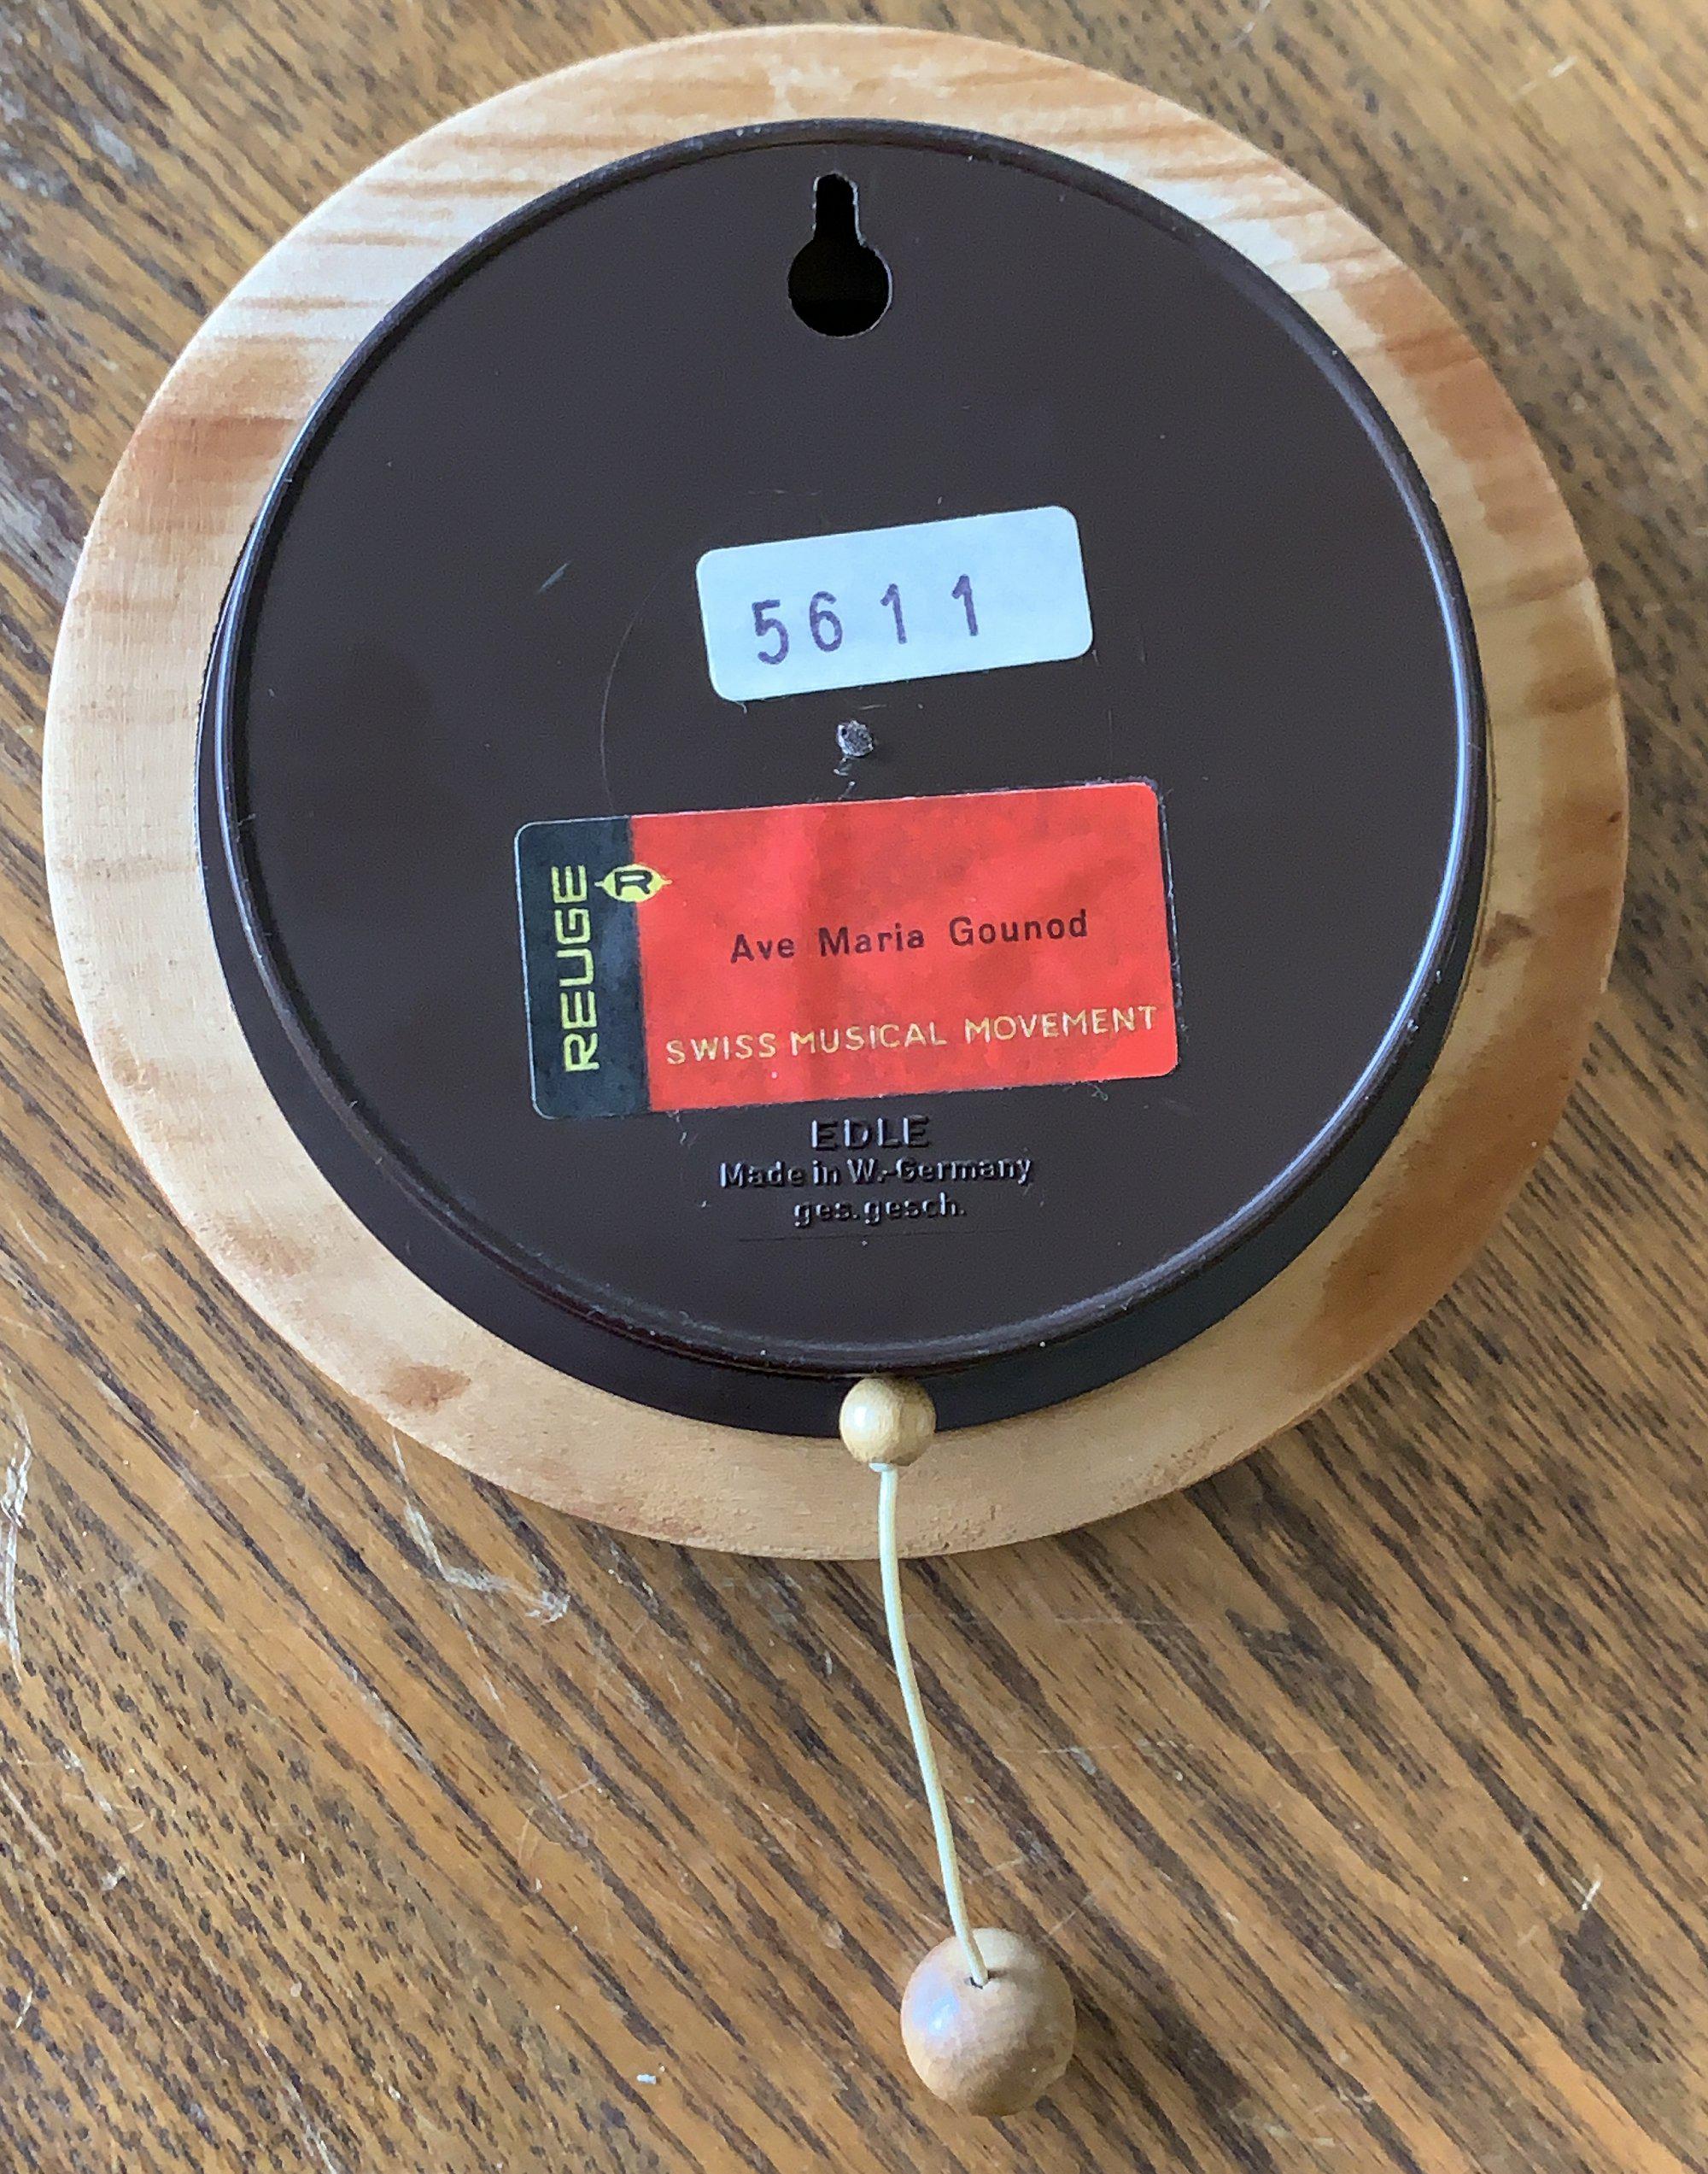 5611
REUGE
R
Ave Maria Gounod
SWISS MUSICAL MOVEMENT
EDLE
Made in W.-Germany
ges.gesch.